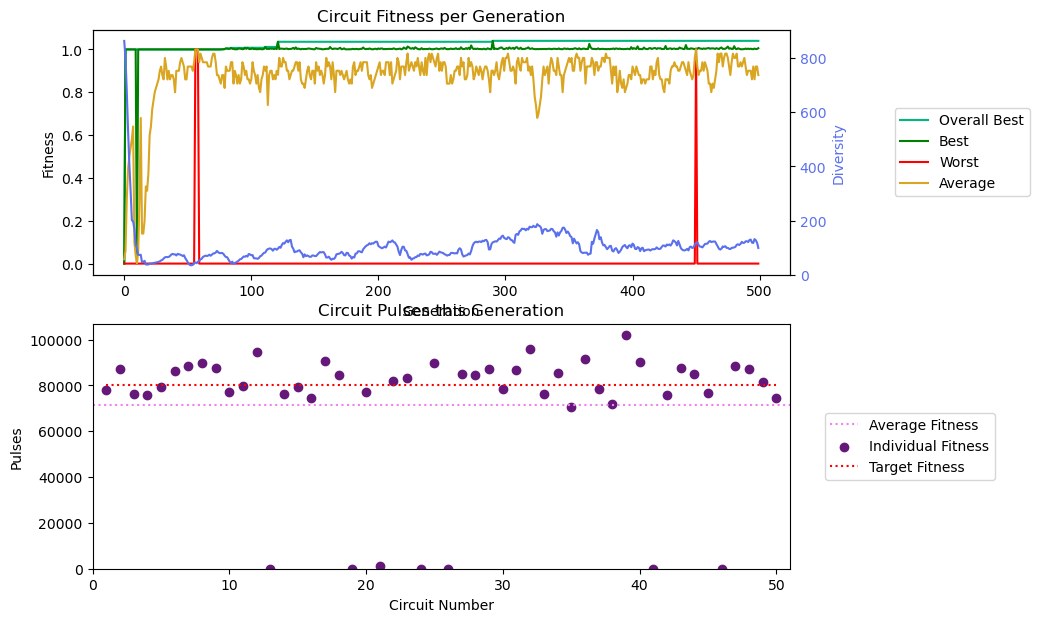 Circuit Fitness per Generation
1.0
0.8
0.6
0.4
0.2
0.0
Fitness
800
600
400
200
0
Diversity
0
100
200
300
400
500
Generation
Overall Best
Best
Worst
Average
Circuit Pulses this Generation
100000
80000
60000
40000
20000
0
Pulses
0
10
20
30
40
50
Circuit Number
Average Fitness
Individual Fitness
Target Fitness